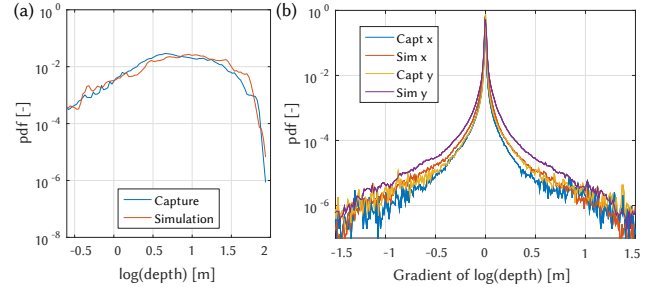 (a)
10^0
10^-2
10^-4
10^-6
10^-8
pdf [-]
Capture
Simulation
-0.5
0
0.5
1
1.5
2
log(depth) [m]
(b)
10^0
10^-2
10^-4
10^-6
pdf [-]
Capt x
Sim x
Capt y
Sim y
-1.5
-1
-0.5
0
0.5
1
1.5
Gradient of log(depth) [m]